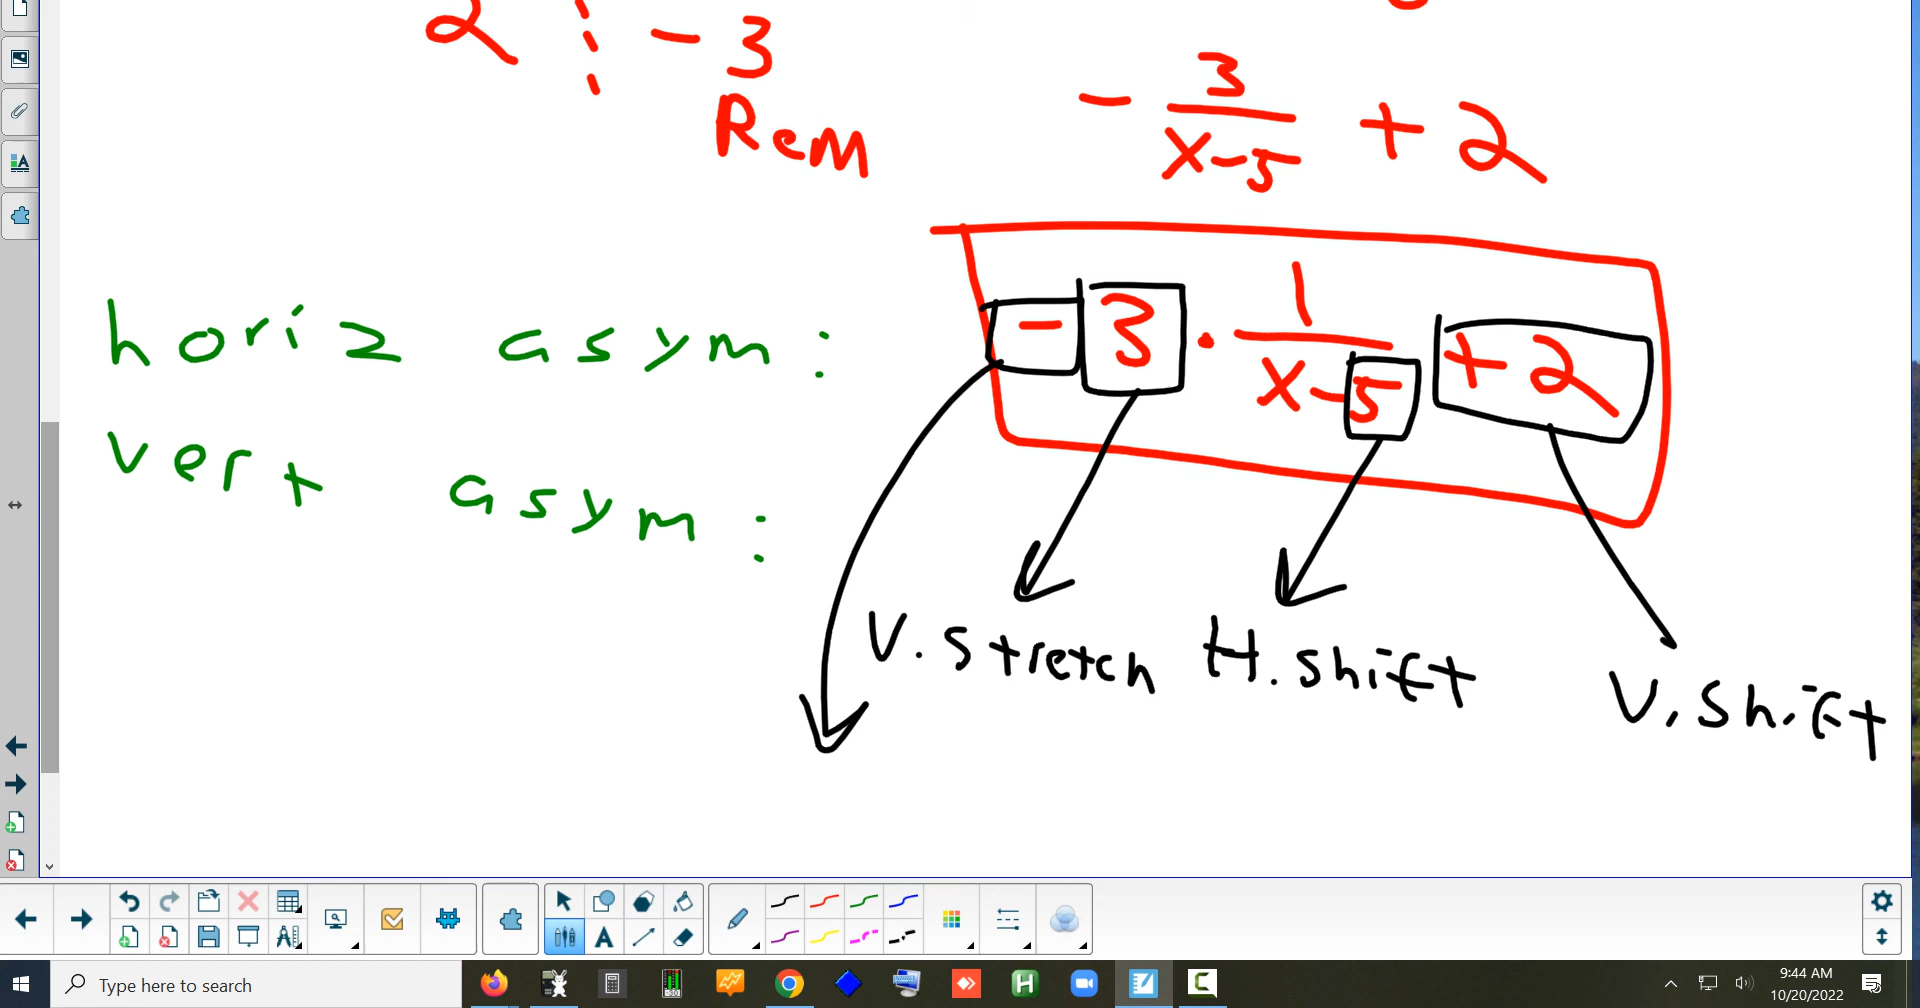 2 - 3
Rem
- 3/(x-5) + 2
- 3 · 1/(x-5) + 2
horiz asym:
vert asym:
V. stretch H. shift
V. Shift
Type here to search
9:44 AM
10/20/2022